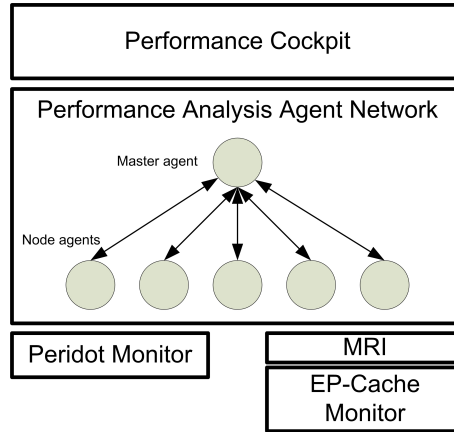 Performance Cockpit
Performance Analysis Agent Network
Master agent
Node agents
Peridot Monitor
MRI
EP-Cache
Monitor